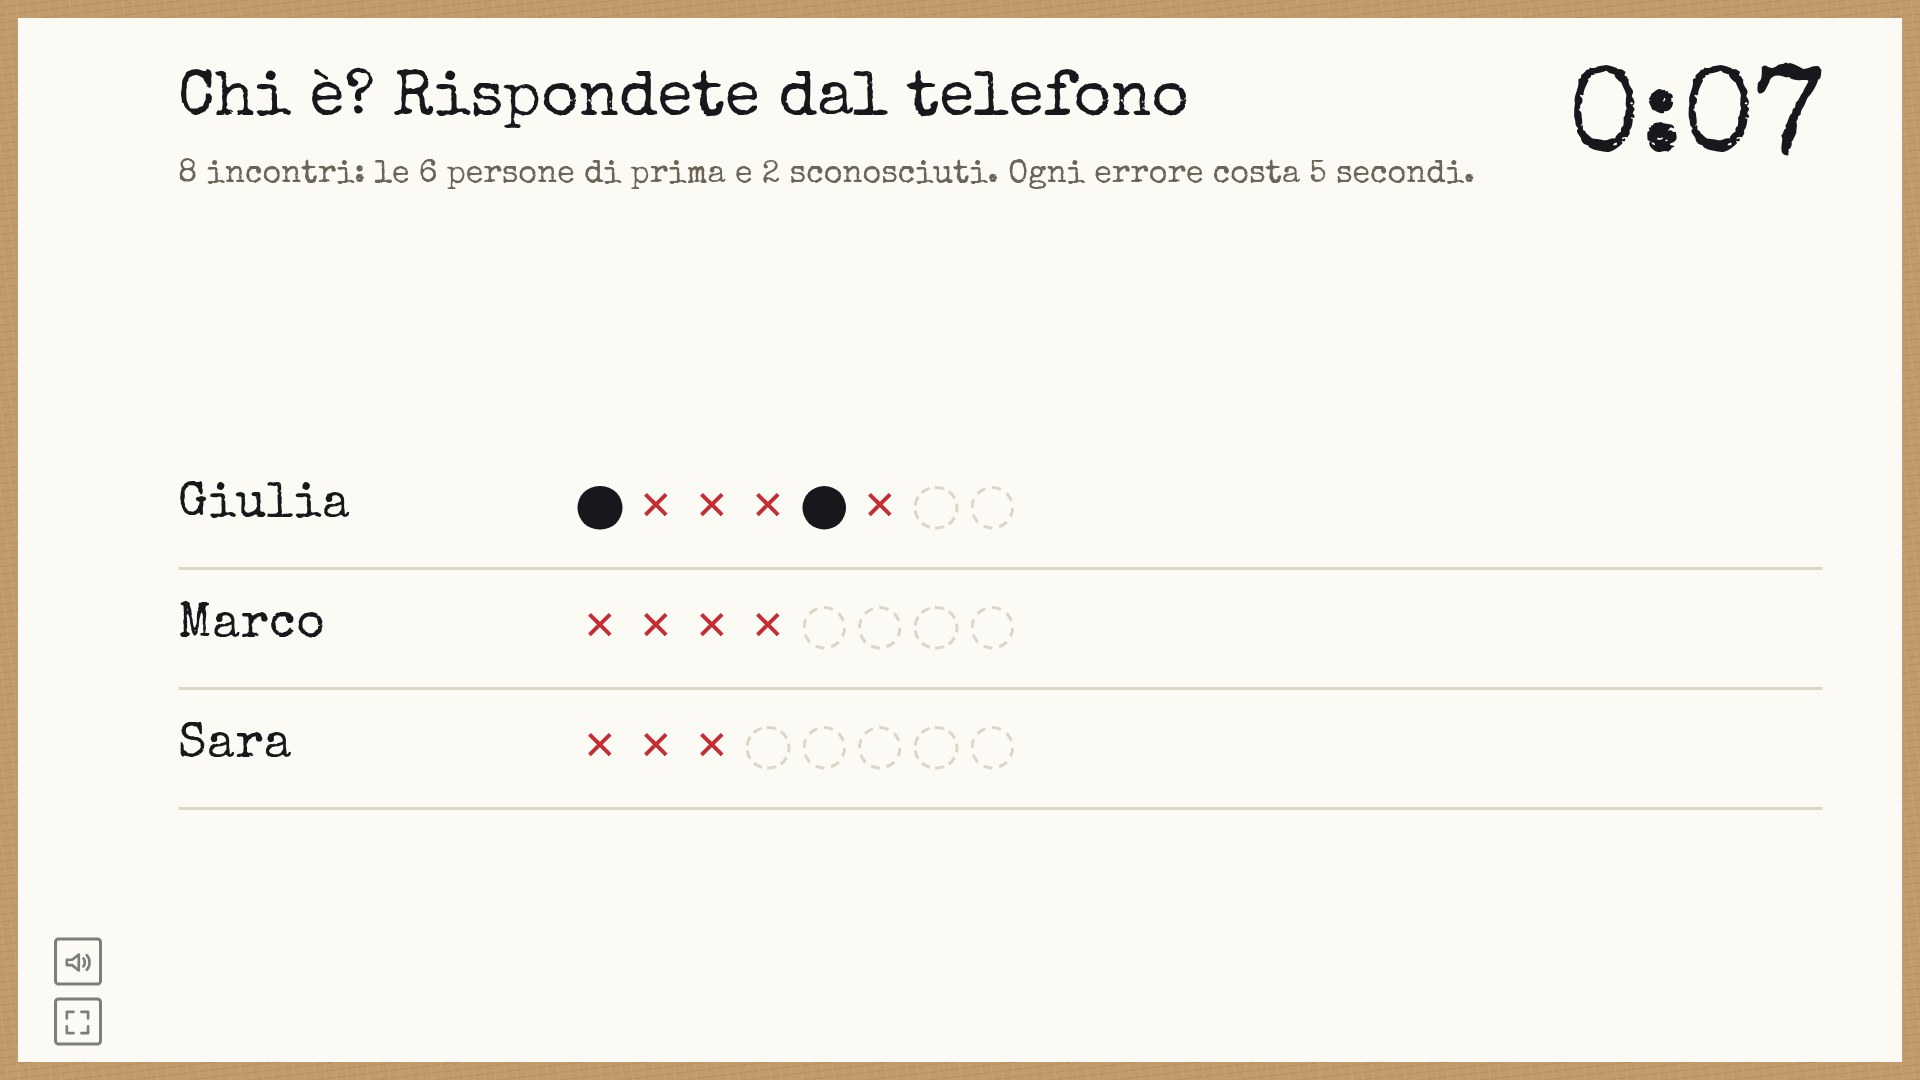 Chi è? Rispondete dal telefono
0:07
8 incontri: le 6 persone di prima e 2 sconosciuti. Ogni errore costa 5 secondi.
Giulia
Marco
Sara